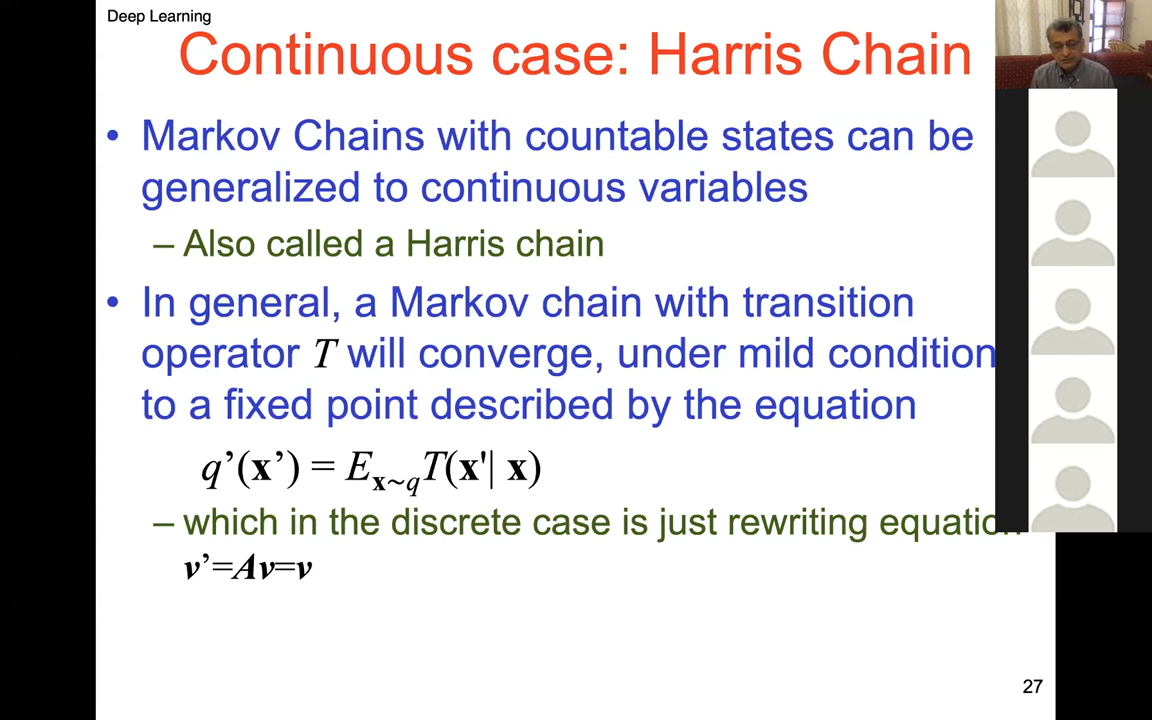 Deep Learning
Continuous case: Harris Chain
• Markov Chains with countable states can be
generalized to continuous variables
– Also called a Harris chain
• In general, a Markov chain with transition
operator T will converge, under mild condition
to a fixed point described by the equation
q’(x’) = E_{x~q}T(x'| x)
– which in the discrete case is just rewriting equation
v’=Av=v
27